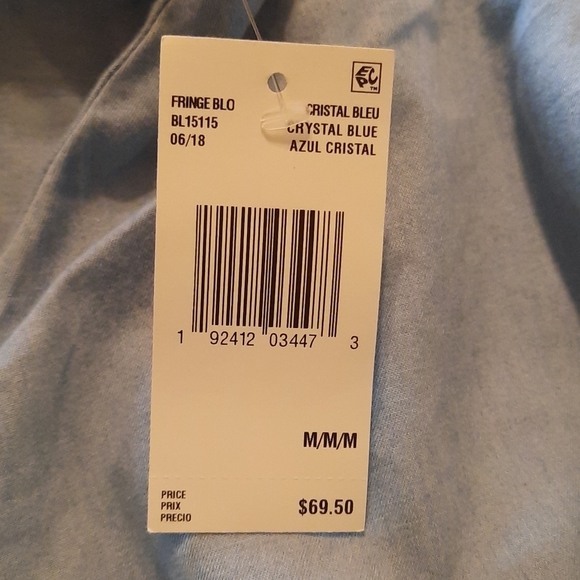 FRINGE BLO
BL15115
06/18
CRISTAL BLEU
CRYSTAL BLUE
AZUL CRISTAL
1 92412 03447 3
M/M/M
PRICE
PRIX
PRECIO
$69.50